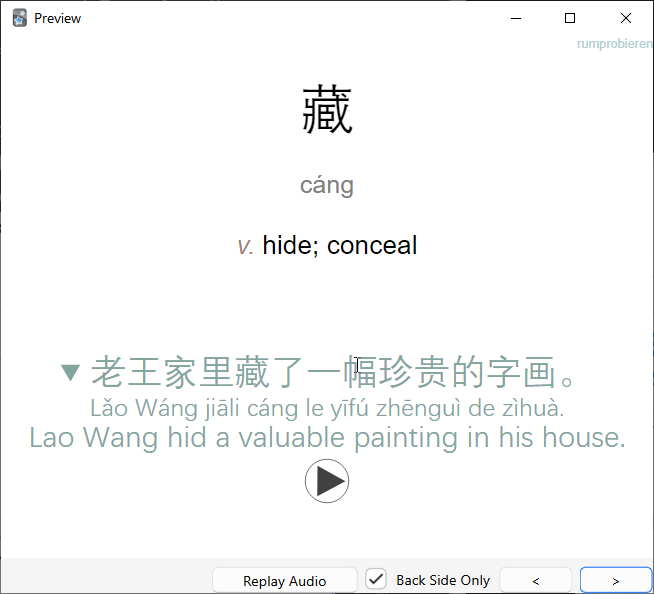 Preview
rumprobieren
藏
cáng
v. hide; conceal
▼ 老王家里藏了一幅珍贵的字画。
Lǎo Wáng jiāli cáng le yīfú zhēnguì de zìhuà.
Lao Wang hid a valuable painting in his house.
Replay Audio
Back Side Only
<
>